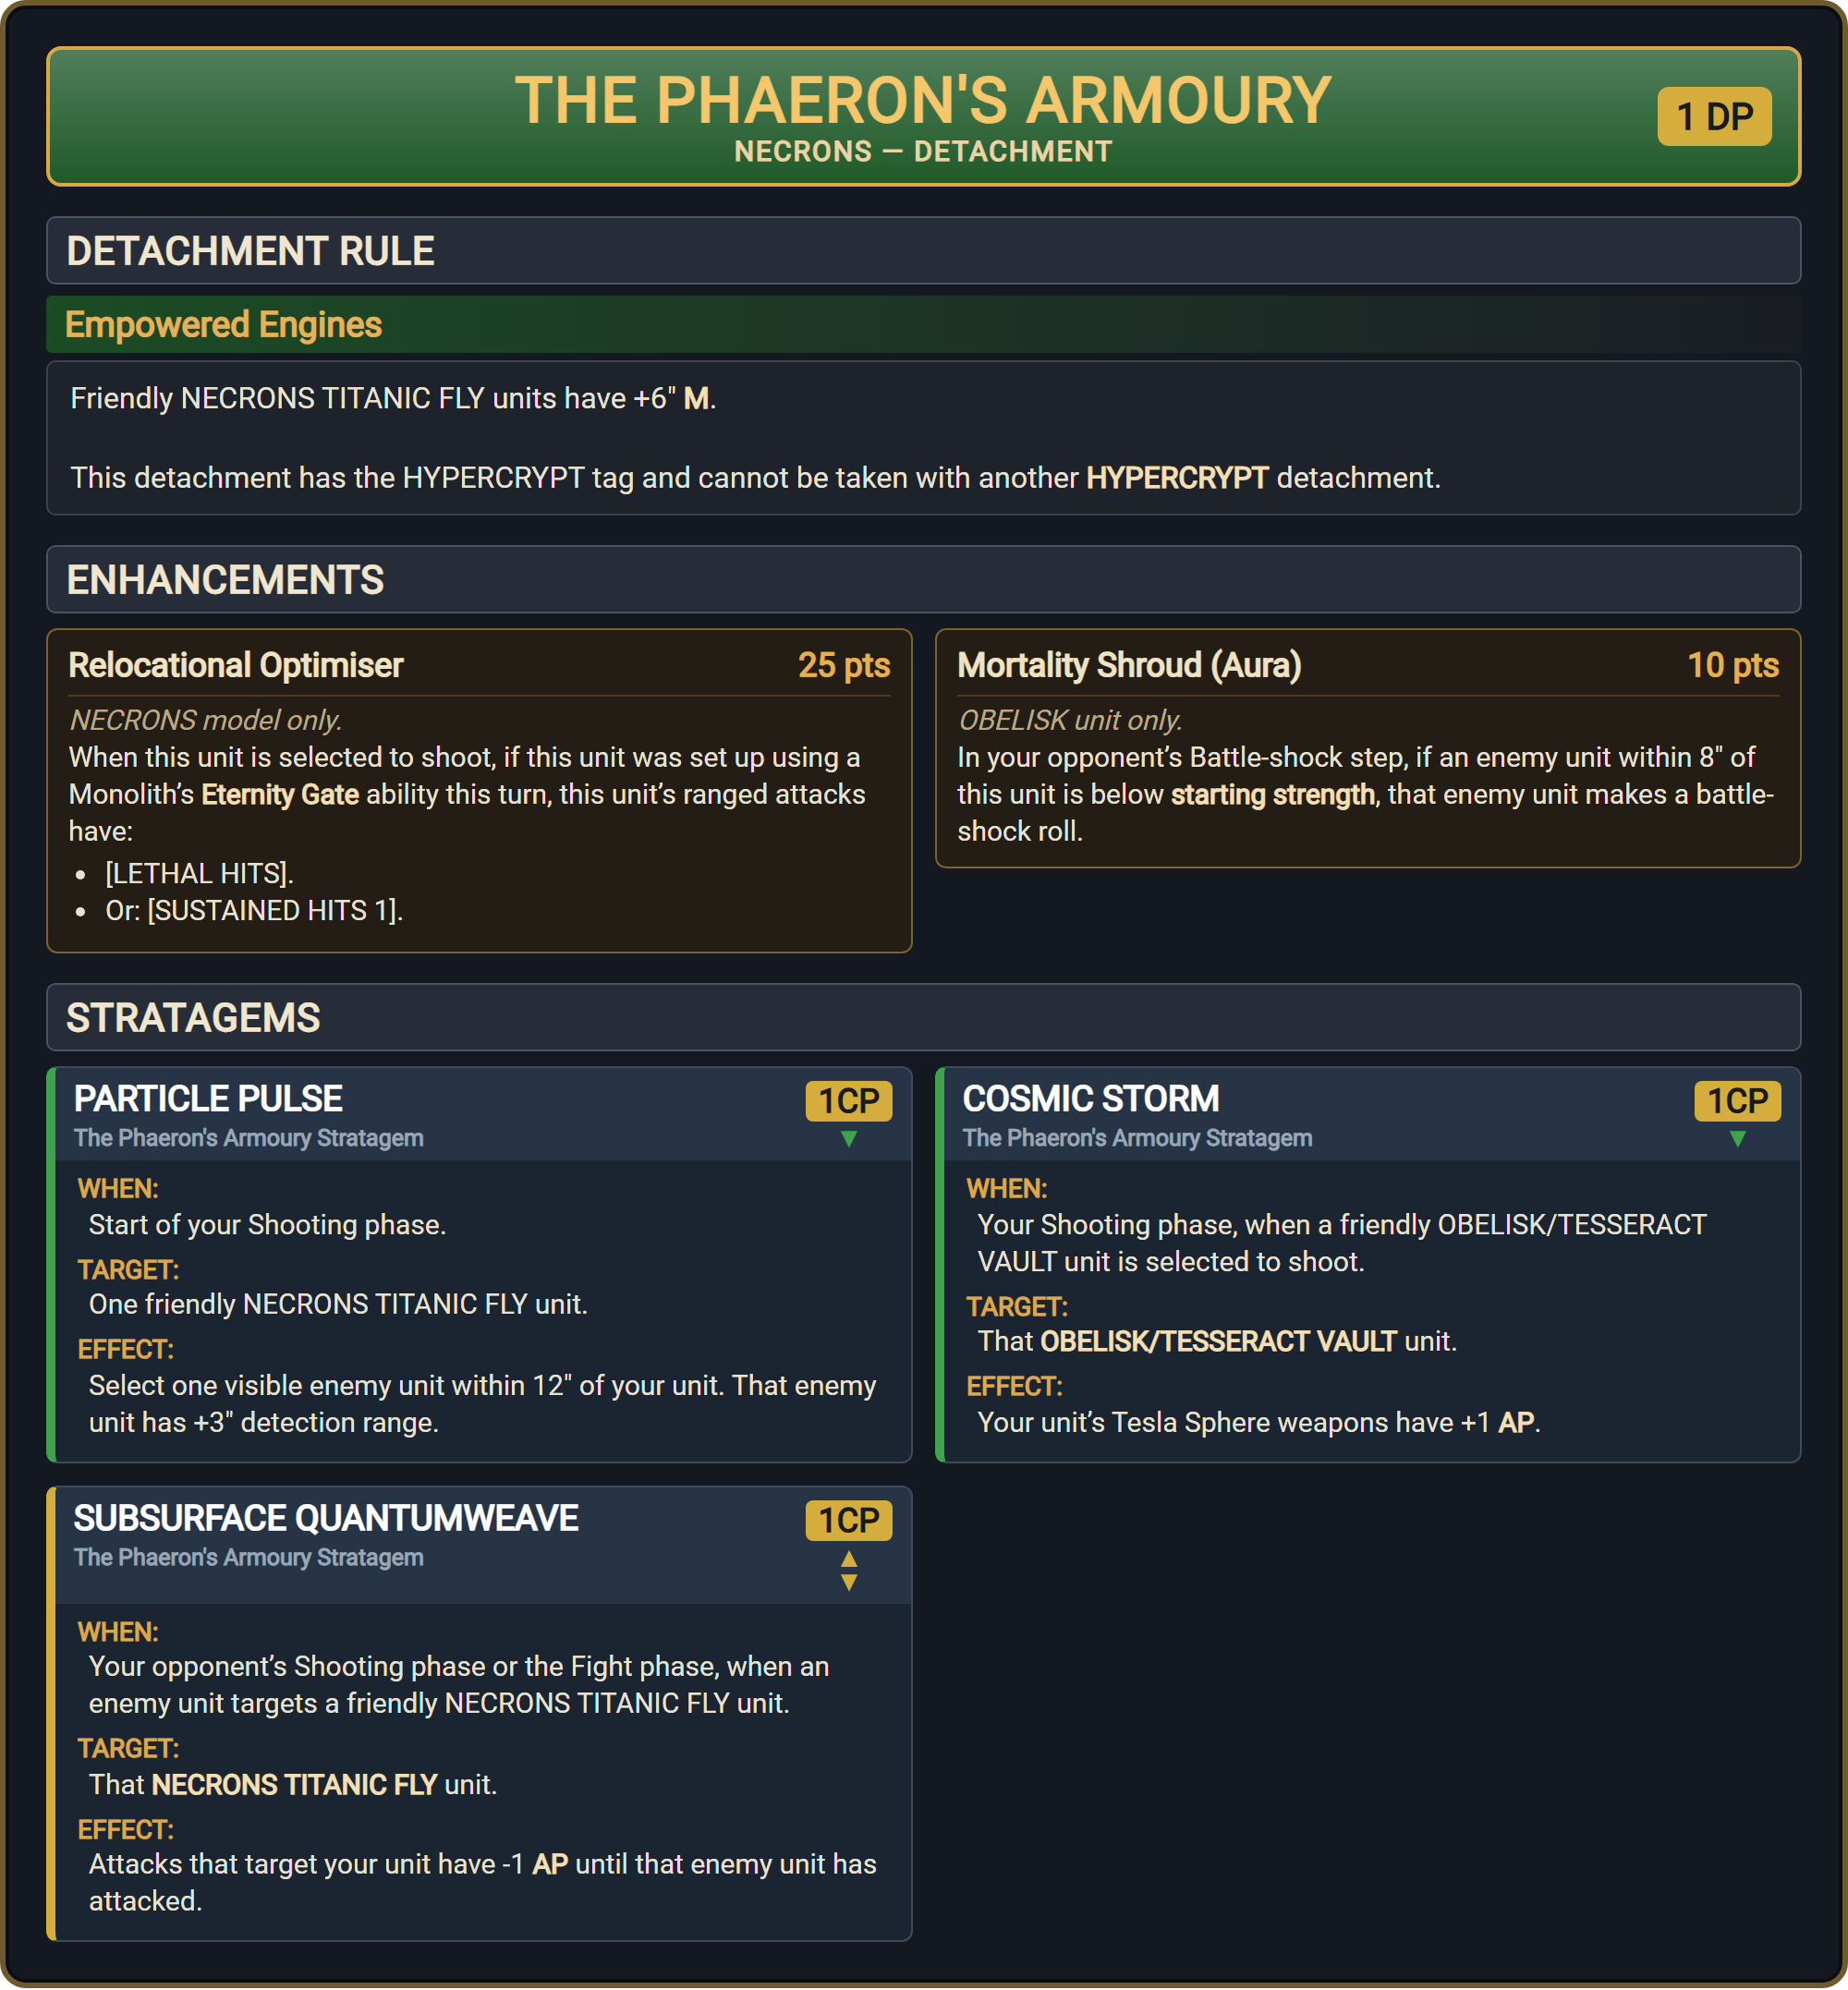 THE PHAERON'S ARMOURY
NECRONS — DETACHMENT
1 DP
DETACHMENT RULE
Empowered Engines
Friendly NECRONS TITANIC FLY units have +6" M.
This detachment has the HYPERCRYPT tag and cannot be taken with another HYPERCRYPT detachment.
ENHANCEMENTS
Relocational Optimiser
25 pts
NECRONS model only.
When this unit is selected to shoot, if this unit was set up using a
Monolith’s Eternity Gate ability this turn, this unit’s ranged attacks
have:
• [LETHAL HITS].
• Or: [SUSTAINED HITS 1].
Mortality Shroud (Aura)
10 pts
OBELISK unit only.
In your opponent’s Battle-shock step, if an enemy unit within 8" of
this unit is below starting strength, that enemy unit makes a battle-
shock roll.
STRATAGEMS
PARTICLE PULSE
1CP
The Phaeron's Armoury Stratagem
▼
WHEN:
Start of your Shooting phase.
TARGET:
One friendly NECRONS TITANIC FLY unit.
EFFECT:
Select one visible enemy unit within 12" of your unit. That enemy
unit has +3" detection range.
COSMIC STORM
1CP
The Phaeron's Armoury Stratagem
▼
WHEN:
Your Shooting phase, when a friendly OBELISK/TESSERACT
VAULT unit is selected to shoot.
TARGET:
That OBELISK/TESSERACT VAULT unit.
EFFECT:
Your unit’s Tesla Sphere weapons have +1 AP.
SUBSURFACE QUANTUMWEAVE
1CP
The Phaeron's Armoury Stratagem
▲
▼
WHEN:
Your opponent’s Shooting phase or the Fight phase, when an
enemy unit targets a friendly NECRONS TITANIC FLY unit.
TARGET:
That NECRONS TITANIC FLY unit.
EFFECT:
Attacks that target your unit have -1 AP until that enemy unit has
attacked.